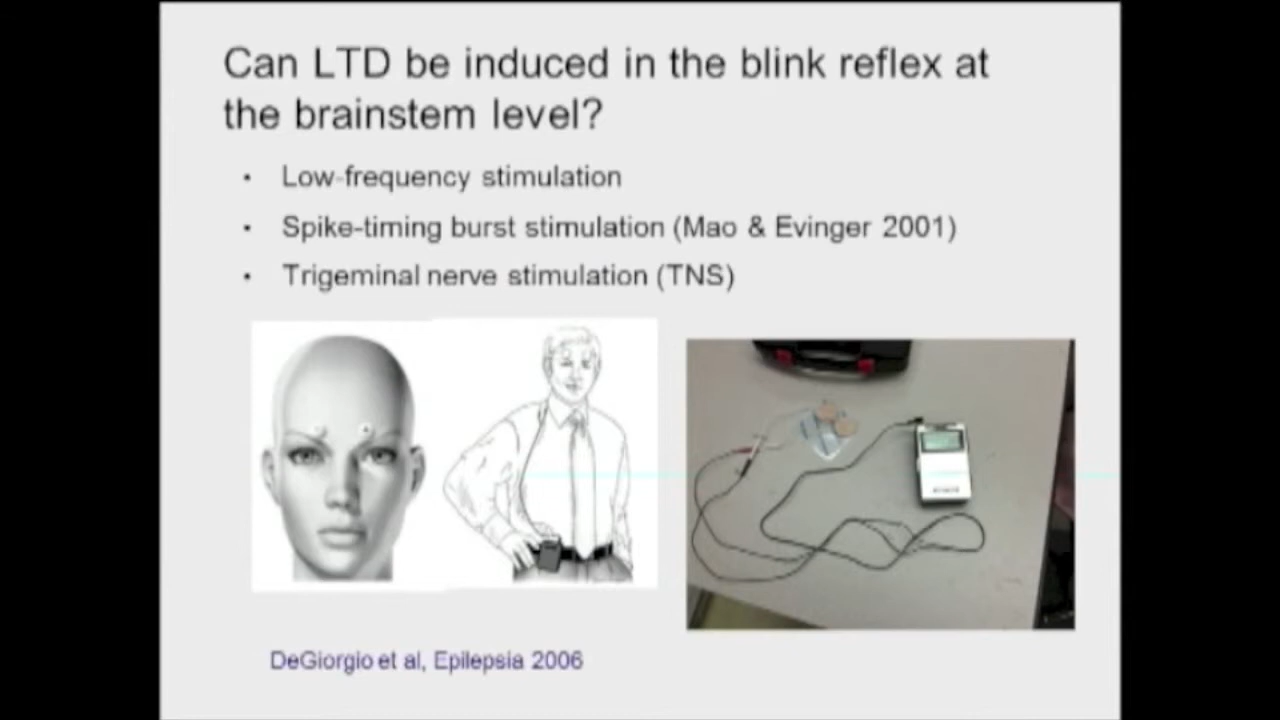 Can LTD be induced in the blink reflex at
the brainstem level?
• Low-frequency stimulation
• Spike-timing burst stimulation (Mao & Evinger 2001)
• Trigeminal nerve stimulation (TNS)
DeGiorgio et al, Epilepsia 2006